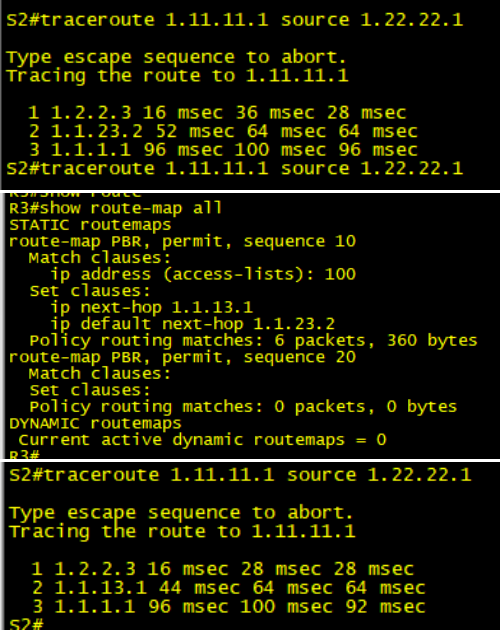 S2#traceroute 1.11.11.1 source 1.22.22.1
Type escape sequence to abort.
Tracing the route to 1.11.11.1
1 1.2.2.3 16 msec 36 msec 28 msec
2 1.1.23.2 52 msec 64 msec 64 msec
3 1.1.1.1 96 msec 100 msec 96 msec
S2#traceroute 1.11.11.1 source 1.22.22.1
R3#show route
R3#show route-map all
STATIC routemaps
route-map PBR, permit, sequence 10
Match clauses:
ip address (access-lists): 100
Set clauses:
ip next-hop 1.1.13.1
ip default next-hop 1.1.23.2
Policy routing matches: 6 packets, 360 bytes
route-map PBR, permit, sequence 20
Match clauses:
Set clauses:
Policy routing matches: 0 packets, 0 bytes
DYNAMIC routemaps
Current active dynamic routemaps = 0
R3#
S2#traceroute 1.11.11.1 source 1.22.22.1
Type escape sequence to abort.
Tracing the route to 1.11.11.1
1 1.2.2.3 16 msec 28 msec 28 msec
2 1.1.13.1 44 msec 64 msec 64 msec
3 1.1.1.1 96 msec 100 msec 92 msec
S2#